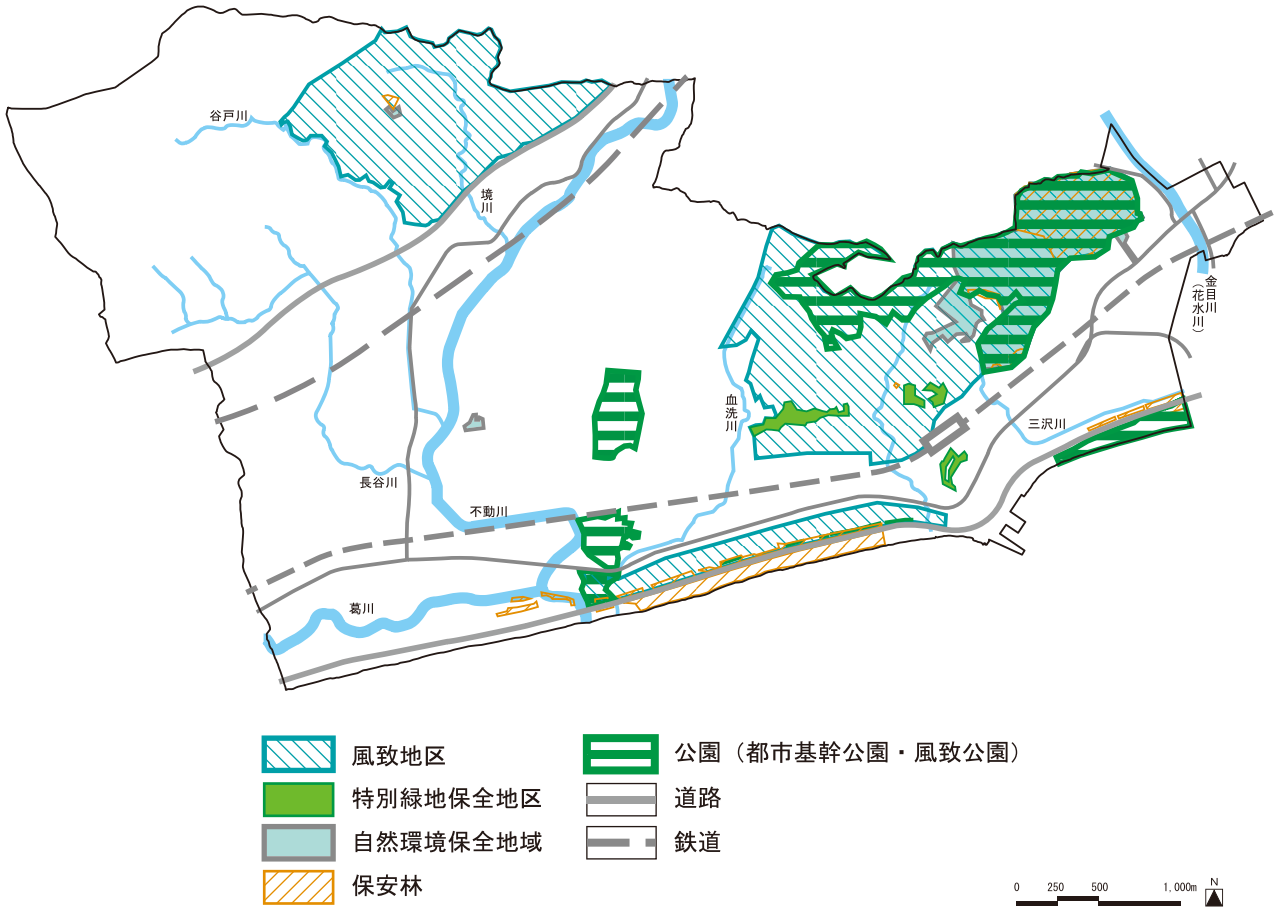 谷戸川
境川
金目川
(花水川)
血洗川
三沢川
長谷川
不動川
葛川
風致地区
特別緑地保全地区
自然環境保全地域
保安林
公園（都市基幹公園・風致公園）
道路
鉄道
0 250 500 1,000m
N